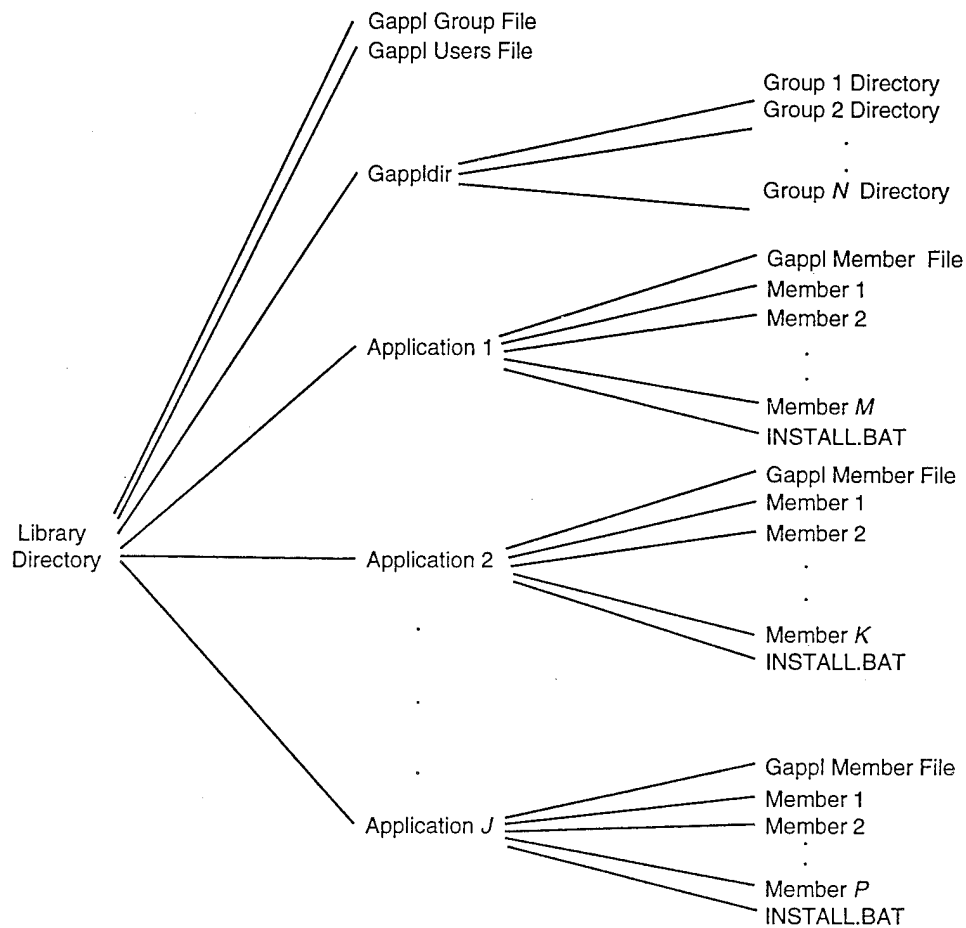 Gappl Group File
Gappl Users File
Group 1 Directory
Group 2 Directory
Gappldir
Group N Directory
Gappl Member File
Member 1
Member 2
Application 1
Member M
INSTALL.BAT
Gappl Member File
Member 1
Member 2
Library
Directory
Application 2
Member K
INSTALL.BAT
Gappl Member File
Member 1
Member 2
Application J
Member P
INSTALL.BAT